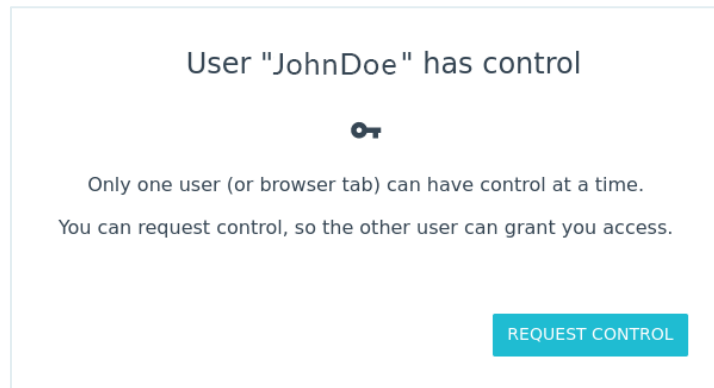 User "JohnDoe" has control
Only one user (or browser tab) can have control at a time.
You can request control, so the other user can grant you access.
REQUEST CONTROL